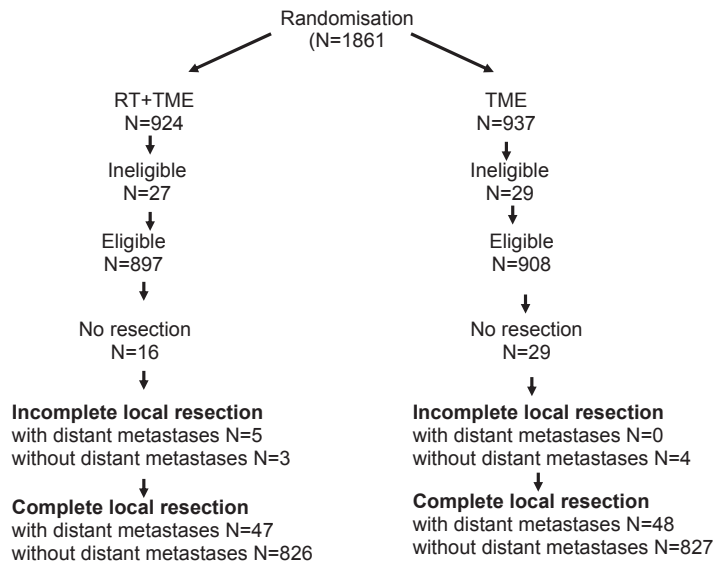 Randomisation
(N=1861
RT+TME
N=924
Ineligible
N=27
Eligible
N=897
No resection
N=16
Incomplete local resection
with distant metastases N=5
without distant metastases N=3
Complete local resection
with distant metastases N=47
without distant metastases N=826
TME
N=937
Ineligible
N=29
Eligible
N=908
No resection
N=29
Incomplete local resection
with distant metastases N=0
without distant metastases N=4
Complete local resection
with distant metastases N=48
without distant metastases N=827